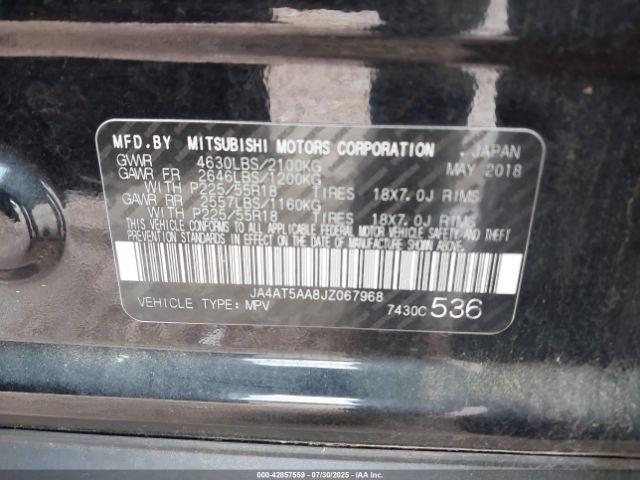 MFD.BY MITSUBISHI MOTORS CORPORATION . JAPAN
GVWR 4630LBS/2100KG MAY 2018
GAWR FR 2646LBS/1200KG
WITH P225/55R18 TIRES 18X7.0J RIMS
GAWR RR 2557LBS/1160KG
WITH P225/55R18 TIRES 18X7.0J RIMS
THIS VEHICLE CONFORMS TO ALL APPLICABLE FEDERAL MOTOR VEHICLE SAFETY AND THEFT
PREVENTION STANDARDS IN EFFECT ON THE DATE OF MANUFACTURE SHOWN ABOVE.
JA4AT5AA8JZ067968
VEHICLE TYPE: MPV 7430C 536
000-42857559 | 07/30/2025 | IAA Inc.